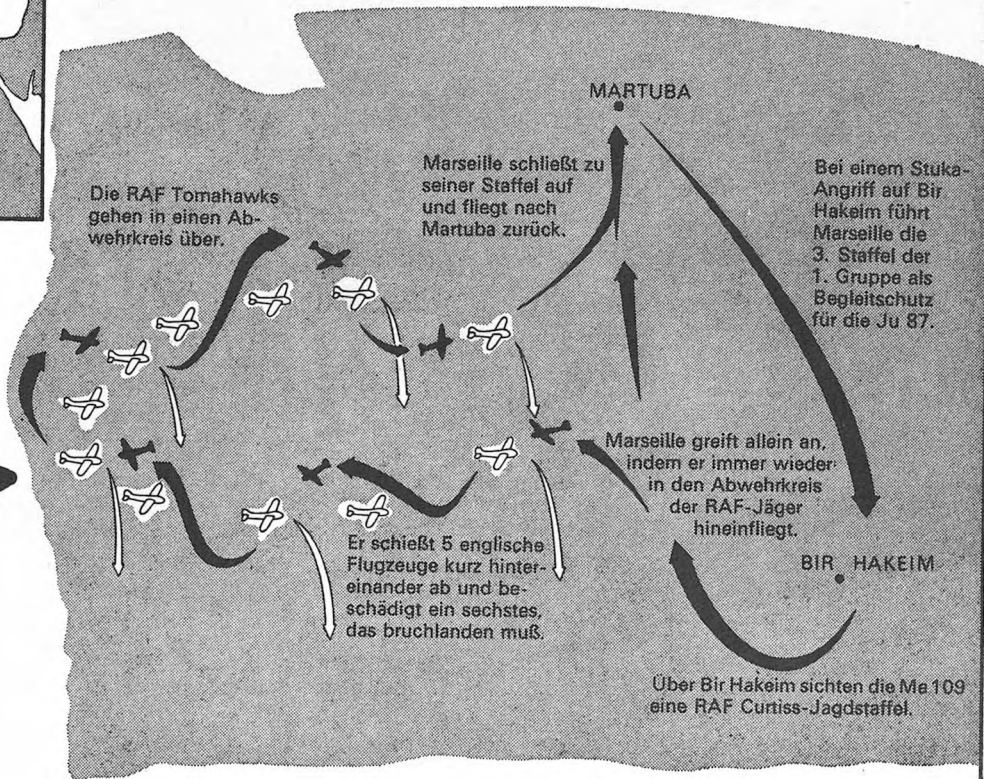 MARTUBA
Die RAF Tomahawks
gehen in einen Ab-
wehrkreis über.
Marseille schließt zu
seiner Staffel auf
und fliegt nach
Martuba zurück.
Bei einem Stuka-
Angriff auf Bir
Hakeim führt
Marseille die
3. Staffel der
1. Gruppe als
Begleitschutz
für die Ju 87.
Marseille greift allein an,
indem er immer wieder
in den Abwehrkreis
der RAF-Jäger
hineinfliegt.
Er schießt 5 englische
Flugzeuge kurz hinter-
einander ab und be-
schädigt ein sechstes,
das bruchlanden muß.
BIR HAKEIM
Über Bir Hakeim sichten die Me 109
eine RAF Curtiss-Jagdstaffel.